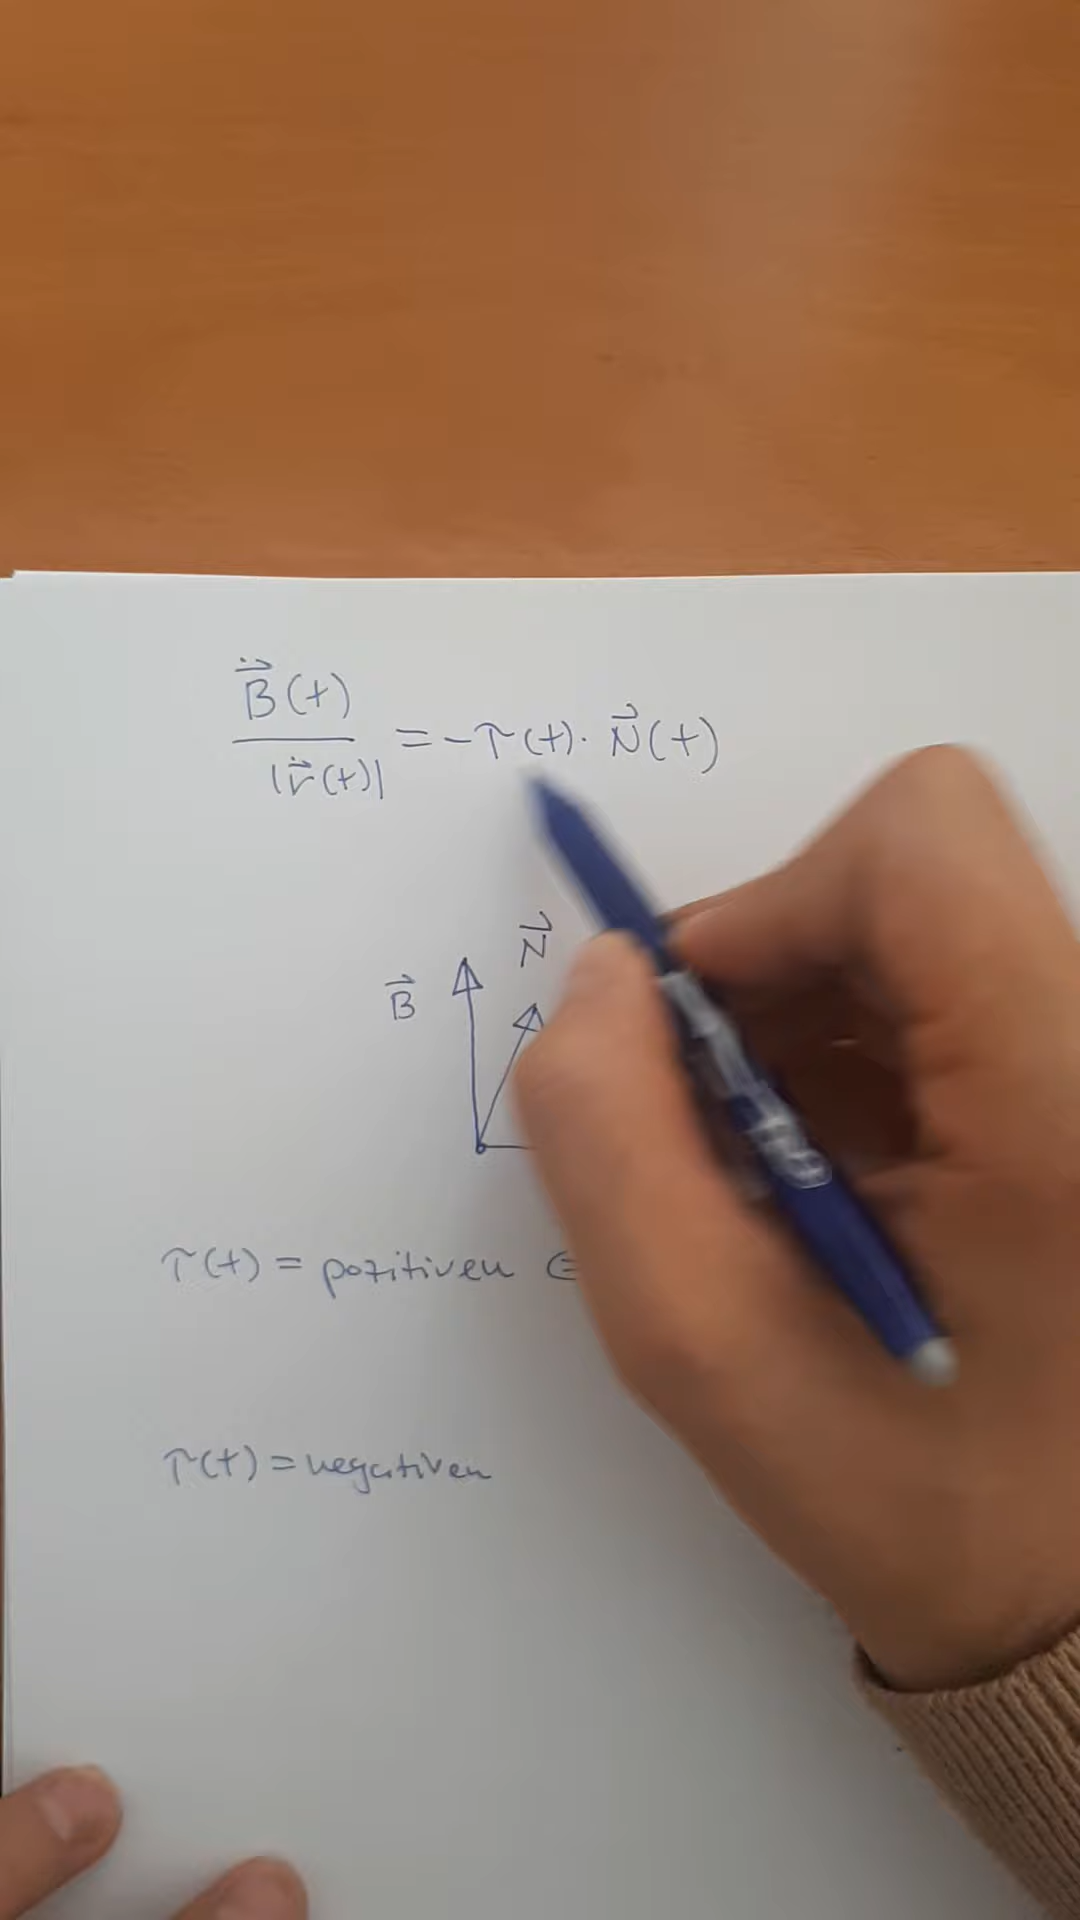 B⃗̇(t) / |r⃗̇(t)| = -τ(t) · N⃗(t)
N⃗
B⃗
τ(t) = pozitiven
τ(t) = negativen